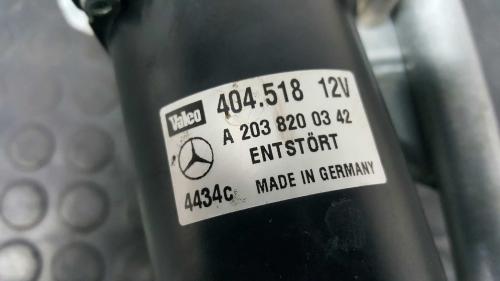 Valeo 404.518 12V
A 203 820 03 42
ENTSTÖRT
4434c MADE IN GERMANY